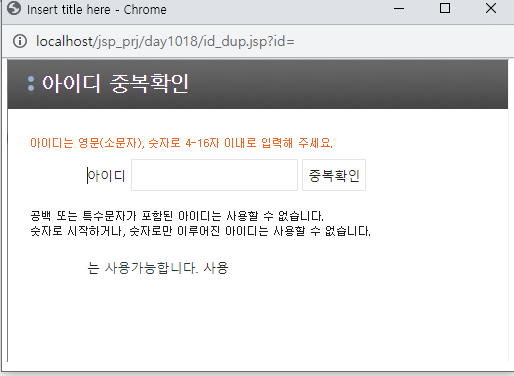 Insert title here - Chrome
localhost/jsp_prj/day1018/id_dup.jsp?id=
아이디 중복확인
아이디는 영문(소문자), 숫자로 4-16자 이내로 입력해 주세요.
아이디 중복확인
공백 또는 특수문자가 포함된 아이디는 사용할 수 없습니다.
숫자로 시작하거나, 숫자로만 이루어진 아이디는 사용할 수 없습니다.
는 사용가능합니다. 사용